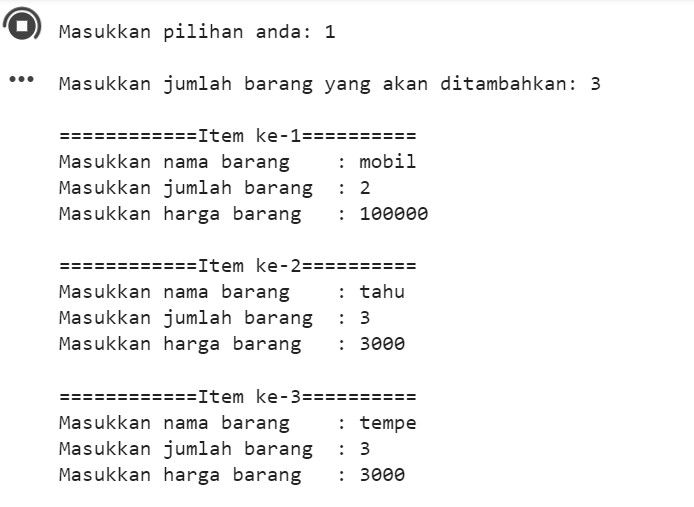 Masukkan pilihan anda: 1
Masukkan jumlah barang yang akan ditambahkan: 3
============Item ke-1==========
Masukkan nama barang    : mobil
Masukkan jumlah barang  : 2
Masukkan harga barang   : 100000
============Item ke-2==========
Masukkan nama barang    : tahu
Masukkan jumlah barang  : 3
Masukkan harga barang   : 3000
============Item ke-3==========
Masukkan nama barang    : tempe
Masukkan jumlah barang  : 3
Masukkan harga barang   : 3000